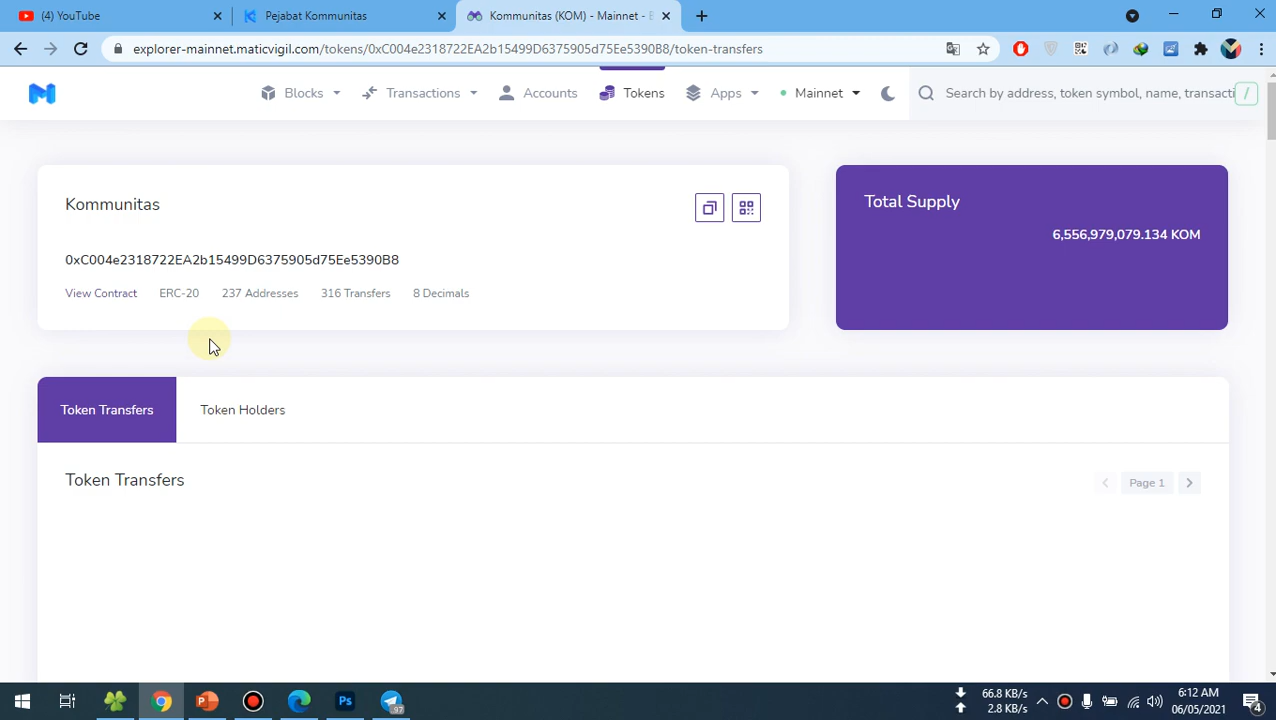 (4) YouTube
Pejabat Kommunitas
Kommunitas (KOM) - Mainnet -
explorer-mainnet.maticvigil.com/tokens/0xC004e2318722EA2b15499D6375905d75Ee5390B8/token-transfers
Blocks
Transactions
Accounts
Tokens
Apps
Mainnet
Search by address, token symbol, name, transacti
/
Kommunitas
0xC004e2318722EA2b15499D6375905d75Ee5390B8
View Contract ERC-20 237 Addresses 316 Transfers 8 Decimals
Total Supply
6,556,979,079.134 KOM
Token Transfers
Token Holders
Token Transfers
Page 1
Ps
97
66.8 KB/s
2.8 KB/s
6:12 AM
06/05/2021
4